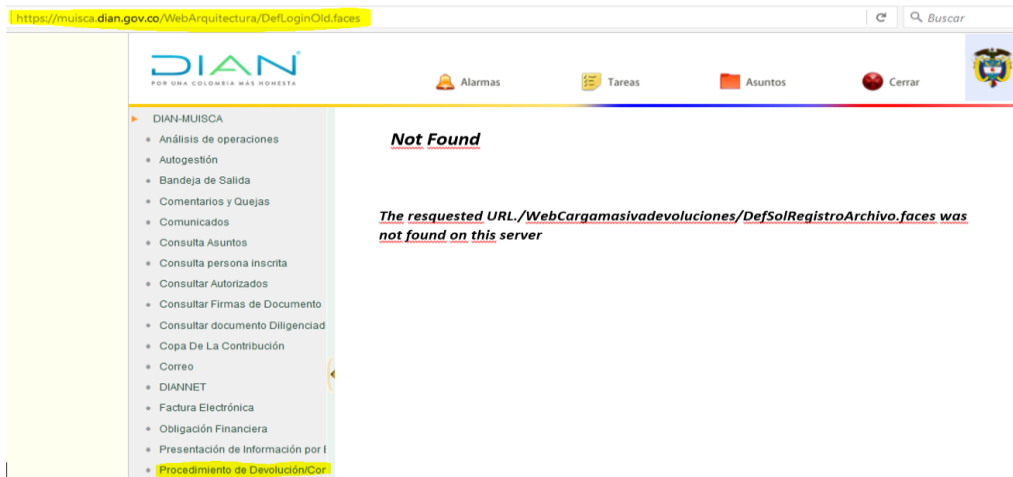 https://muisca.dian.gov.co/WebArquitectura/DefLoginOld.faces
Buscar
DIAN
POR UNA COLOMBIA MÁS HONESTA
Alarmas
Tareas
Asuntos
Cerrar
DIAN-MUISCA
Análisis de operaciones
Autogestión
Bandeja de Salida
Comentarios y Quejas
Comunicados
Consulta Asuntos
Consulta persona inscrita
Consultar Autorizados
Consultar Firmas de Documento
Consultar documento Diligenciad
Copa De La Contribución
Correo
DIANNET
Factura Electrónica
Obligación Financiera
Presentación de Información por E
Procedimiento de Devolución/Cor
Not Found
The resquested URL./WebCargamasivadevoluciones/DefSolRegistroArchivo.faces was
not found on this server